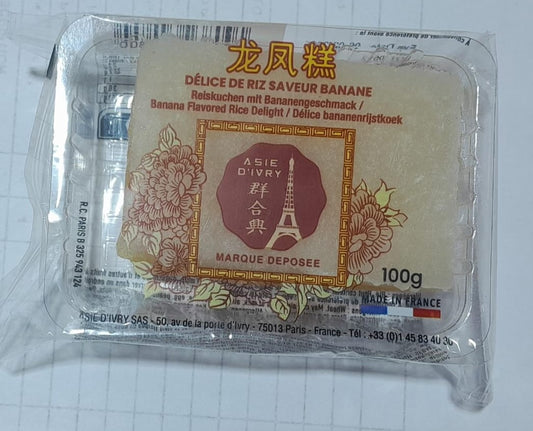 龙凤糕
DÉLICE DE RIZ SAVEUR BANANE
Reiskuchen mit Bananengeschmack /
Banana Flavored Rice Delight / Délice bananenrijstkoek
ASIE
D'IVRY
群
合
興
MARQUE DEPOSEE
100g
MADE IN FRANCE
R.C. PARIS B 325 943 124
ASIE D'IVRY SAS - 50, av de la porte d'Ivry - 75013 Paris - France - Tél : +33 (0)1 45 83 40 30